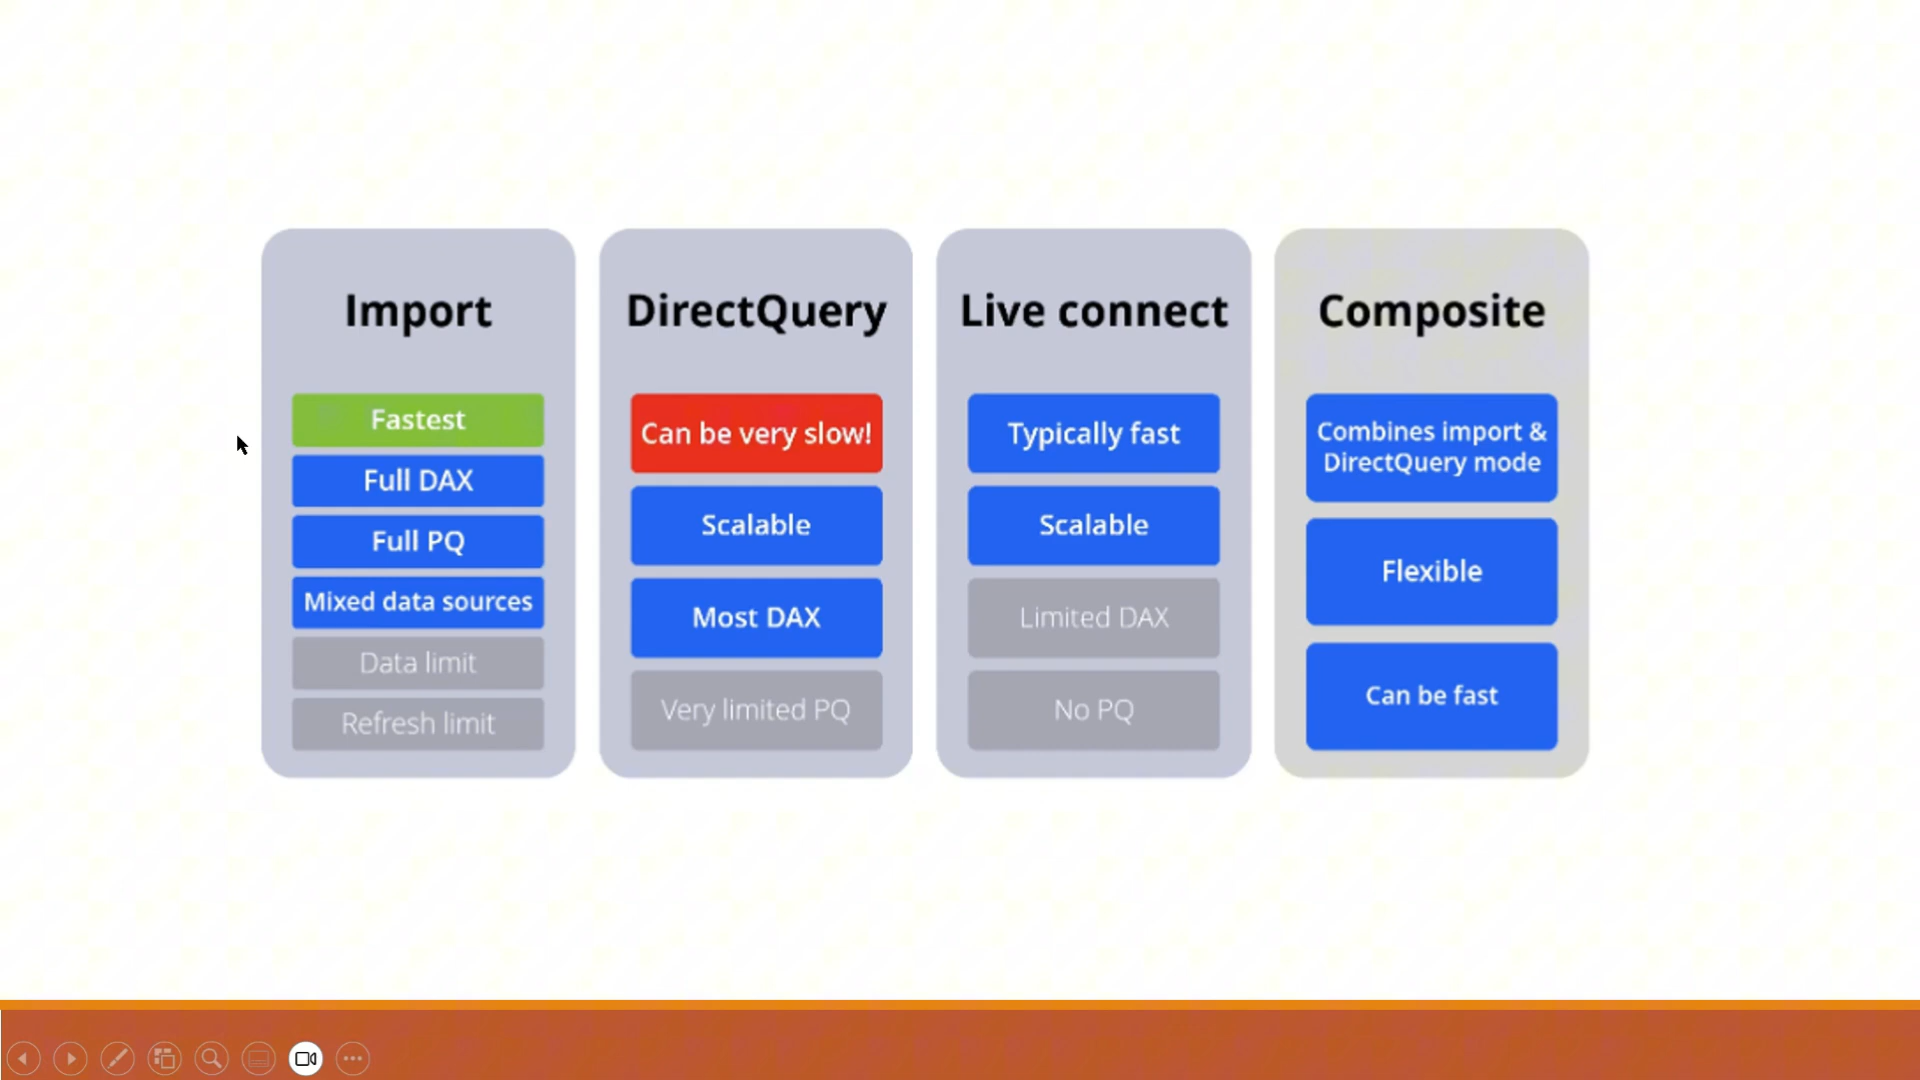 Import
Fastest
Full DAX
Full PQ
Mixed data sources
Data limit
Refresh limit
DirectQuery
Can be very slow!
Scalable
Most DAX
Very limited PQ
Live connect
Typically fast
Scalable
Limited DAX
No PQ
Composite
Combines import &
DirectQuery mode
Flexible
Can be fast